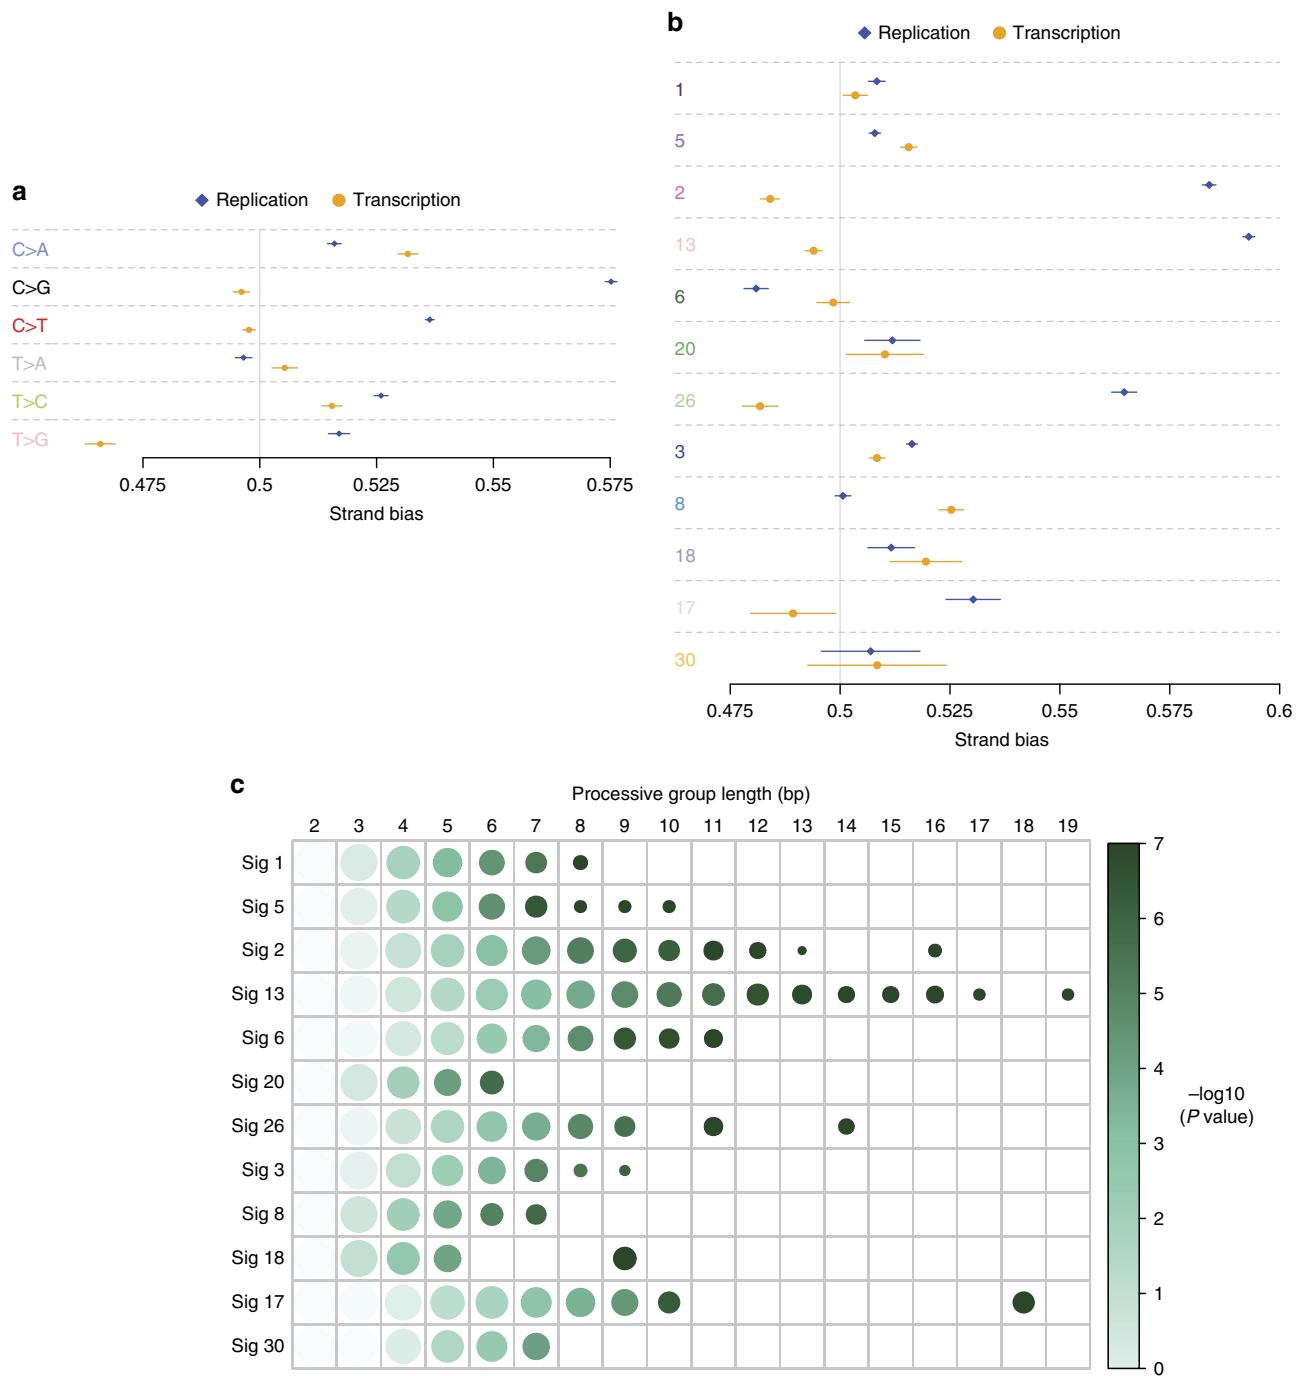 a
Replication Transcription
C>A
C>G
C>T
T>A
T>C
T>G
0.475 0.5 0.525 0.55 0.575
Strand bias
b
Replication Transcription
1
5
2
13
6
20
26
3
8
18
17
30
0.475 0.5 0.525 0.55 0.575 0.6
Strand bias
c
Processive group length (bp)
2 3 4 5 6 7 8 9 10 11 12 13 14 15 16 17 18 19
Sig 1
Sig 5
Sig 2
Sig 13
Sig 6
Sig 20
Sig 26
Sig 3
Sig 8
Sig 18
Sig 17
Sig 30
7
6
5
4
3
2
1
0
–log10
(P value)